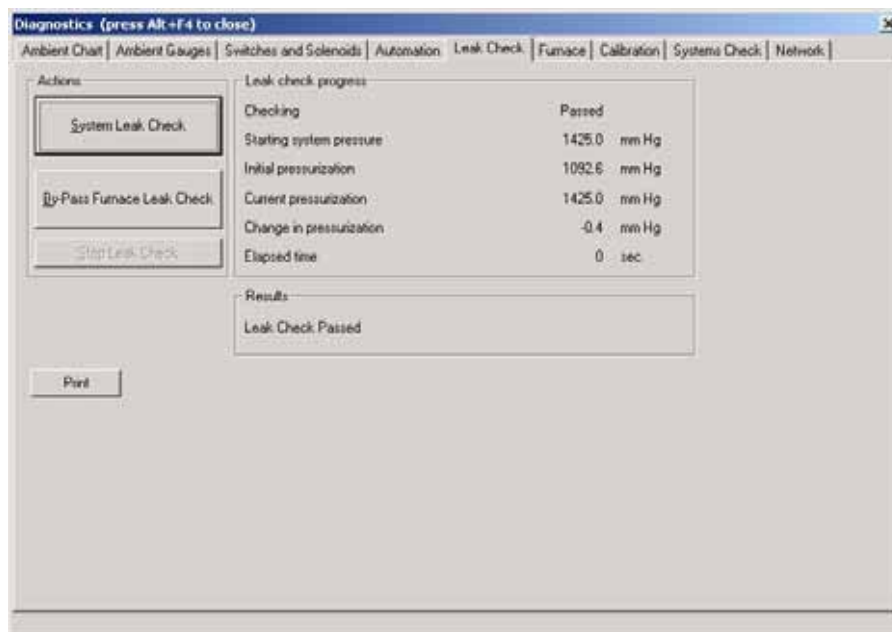 Diagnostics (press Alt+F4 to close)
Ambient Chart Ambient Gauges Switches and Solenoids Automation Leak Check Furnace Calibration Systems Check Network
Actions
System Leak Check
By-Pass Furnace Leak Check
Stop Leak Check
Print
Leak check progress
Checking Passed
Starting system pressure 1425.0 mm Hg
Initial pressurization 1092.6 mm Hg
Current pressurization 1425.0 mm Hg
Change in pressurization -0.4 mm Hg
Elapsed time 0 sec.
Results
Leak Check Passed